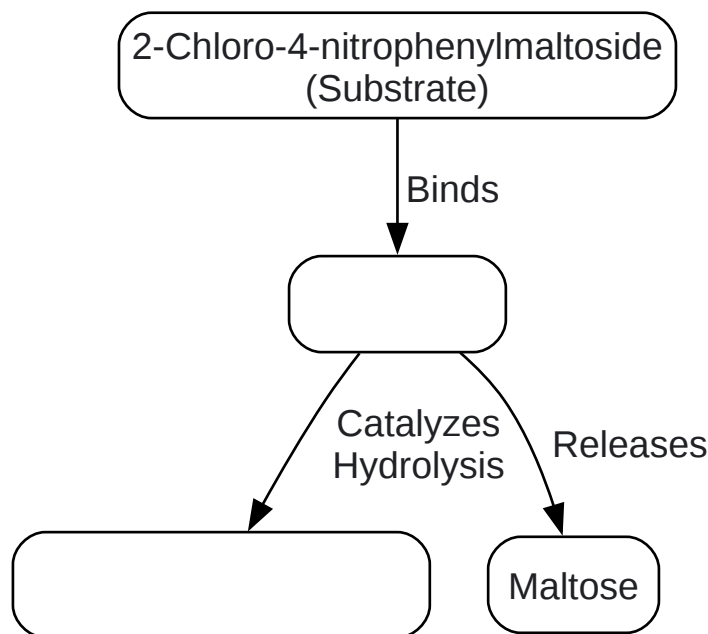 2-Chloro-4-nitrophenylmaltoside
(Substrate)
Binds
Catalyzes
Hydrolysis
Releases
Maltose